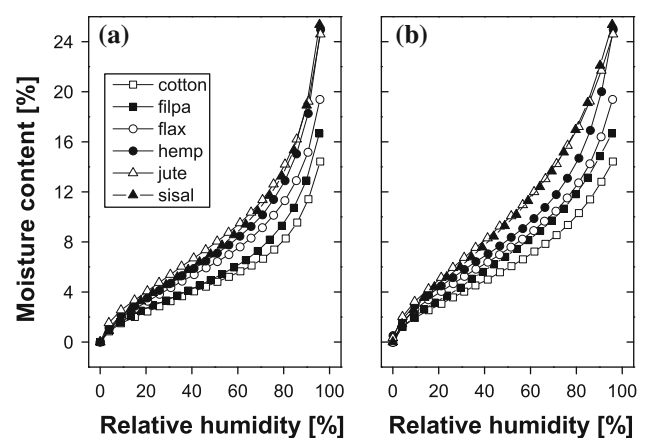 (a)
(b)
Moisture content [%]
24
20
16
12
8
4
0
cotton
filpa
flax
hemp
jute
sisal
0 20 40 60 80 100
0 20 40 60 80 100
Relative humidity [%]
Relative humidity [%]